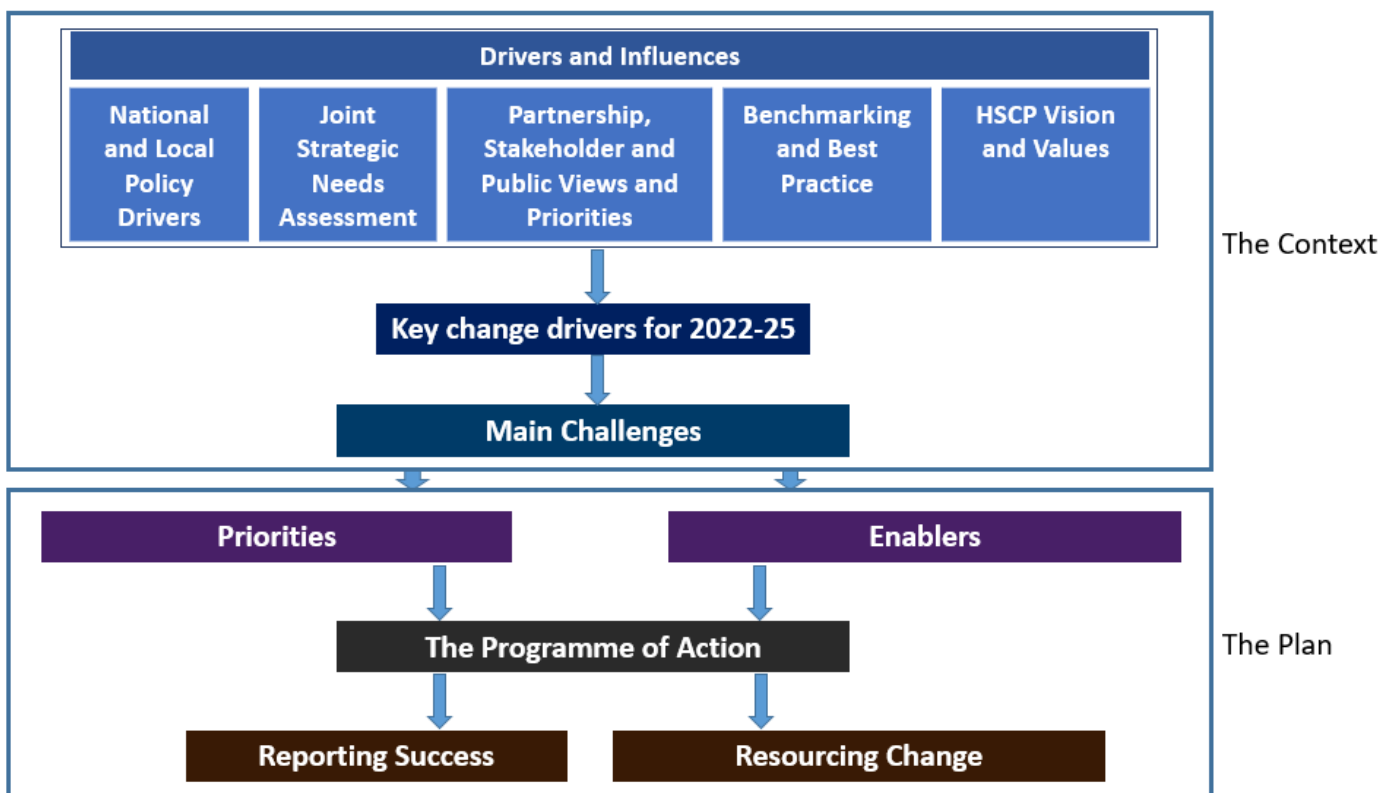 Drivers and Influences
National
and Local
Policy
Drivers
Joint
Strategic
Needs
Assessment
Partnership,
Stakeholder and
Public Views and
Priorities
Benchmarking
and Best
Practice
HSCP Vision
and Values
The Context
Key change drivers for 2022-25
Main Challenges
Priorities
Enablers
The Programme of Action
The Plan
Reporting Success
Resourcing Change